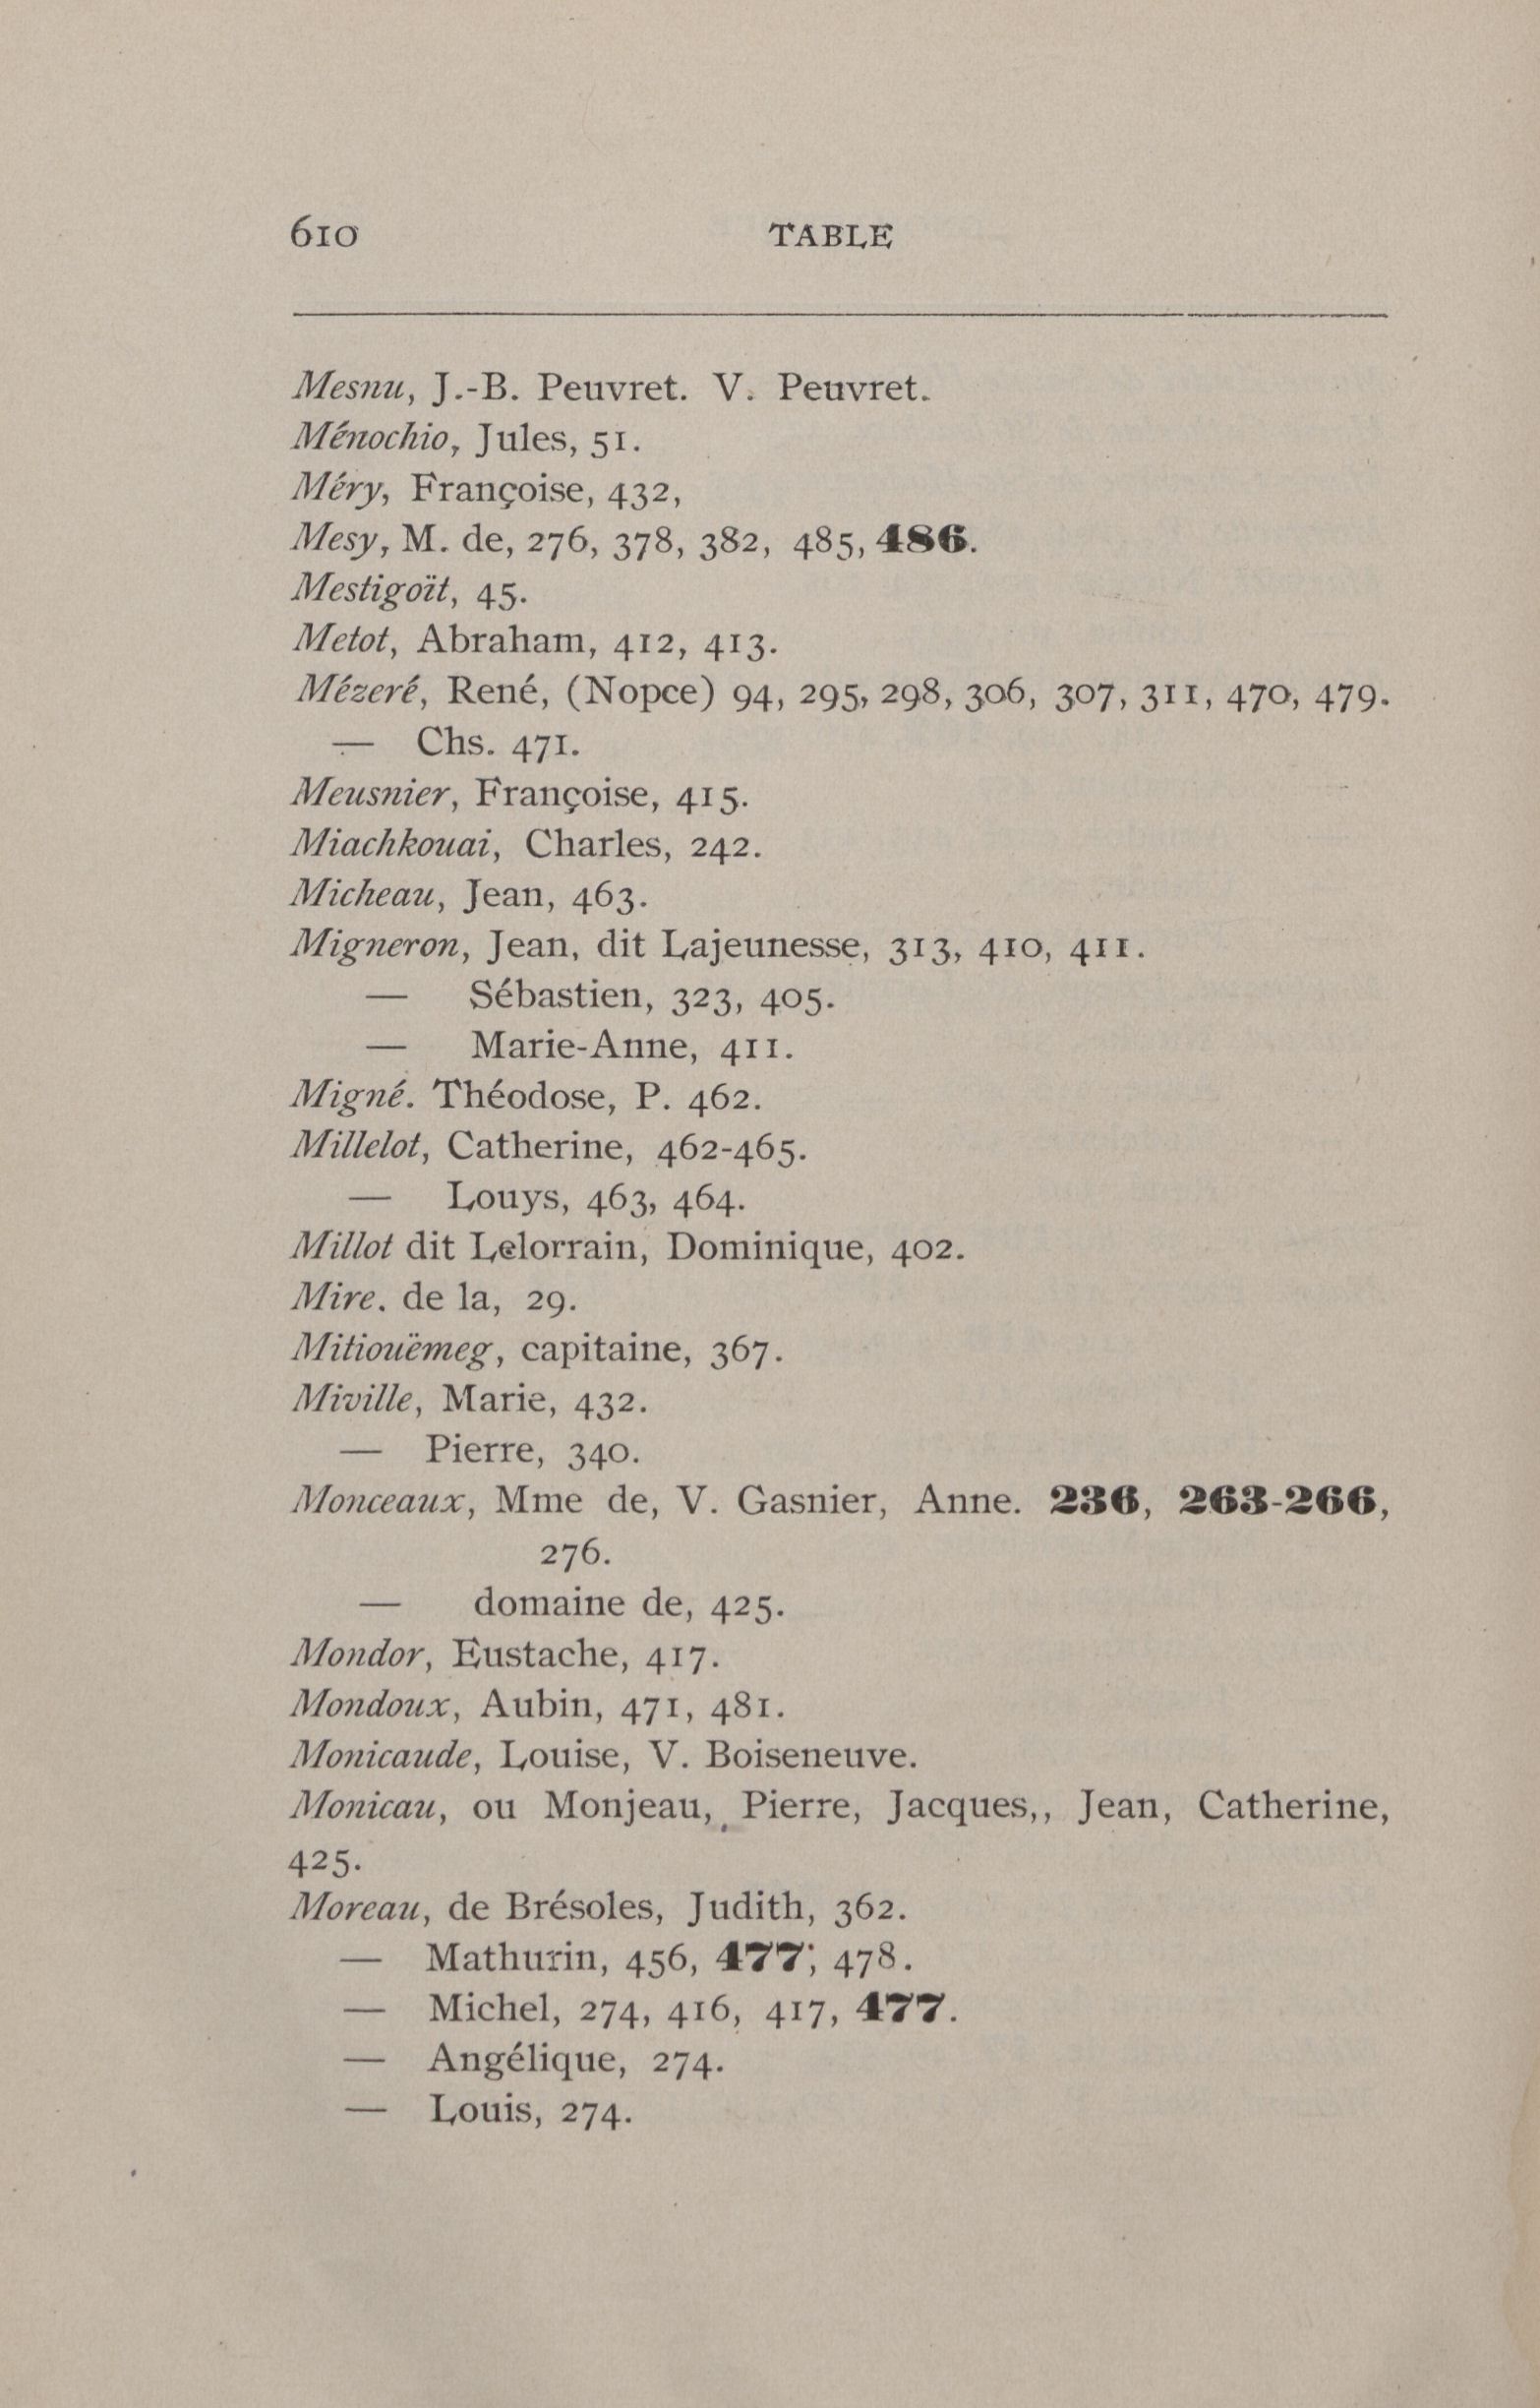 610 TABLE
Mesnu, J.-B. Peuvret. V. Peuvret.
Ménochio, Jules, 51.
Méry, Françoise, 432,
Mesy, M. de, 276, 378, 382, 485, 486.
Mestigoït, 45.
Metot, Abraham, 412, 413.
Mézeré, René, (Nopce) 94, 295, 298, 306, 307, 311, 470, 479.
— Chs. 471.
Meusnier, Françoise, 415.
Miachkouai, Charles, 242.
Micheau, Jean, 463.
Migneron, Jean, dit Lajeunesse, 313, 410, 411.
— Sébastien, 323, 405.
— Marie-Anne, 411.
Migné. Théodose, P. 462.
Millelot, Catherine, 462-465.
— Louys, 463, 464.
Millot dit Lelorrain, Dominique, 402.
Mire. de la, 29.
Mitiouëmeg, capitaine, 367.
Miville, Marie, 432.
— Pierre, 340.
Monceaux, Mme de, V. Gasnier, Anne. 236, 263-266,
276.
— domaine de, 425.
Mondor, Eustache, 417.
Mondoux, Aubin, 471, 481.
Monicaude, Louise, V. Boiseneuve.
Monicau, ou Monjeau, Pierre, Jacques,, Jean, Catherine,
425.
Moreau, de Brésoles, Judith, 362.
— Mathurin, 456, 477; 478.
— Michel, 274, 416, 417, 477.
— Angélique, 274.
— Louis, 274.